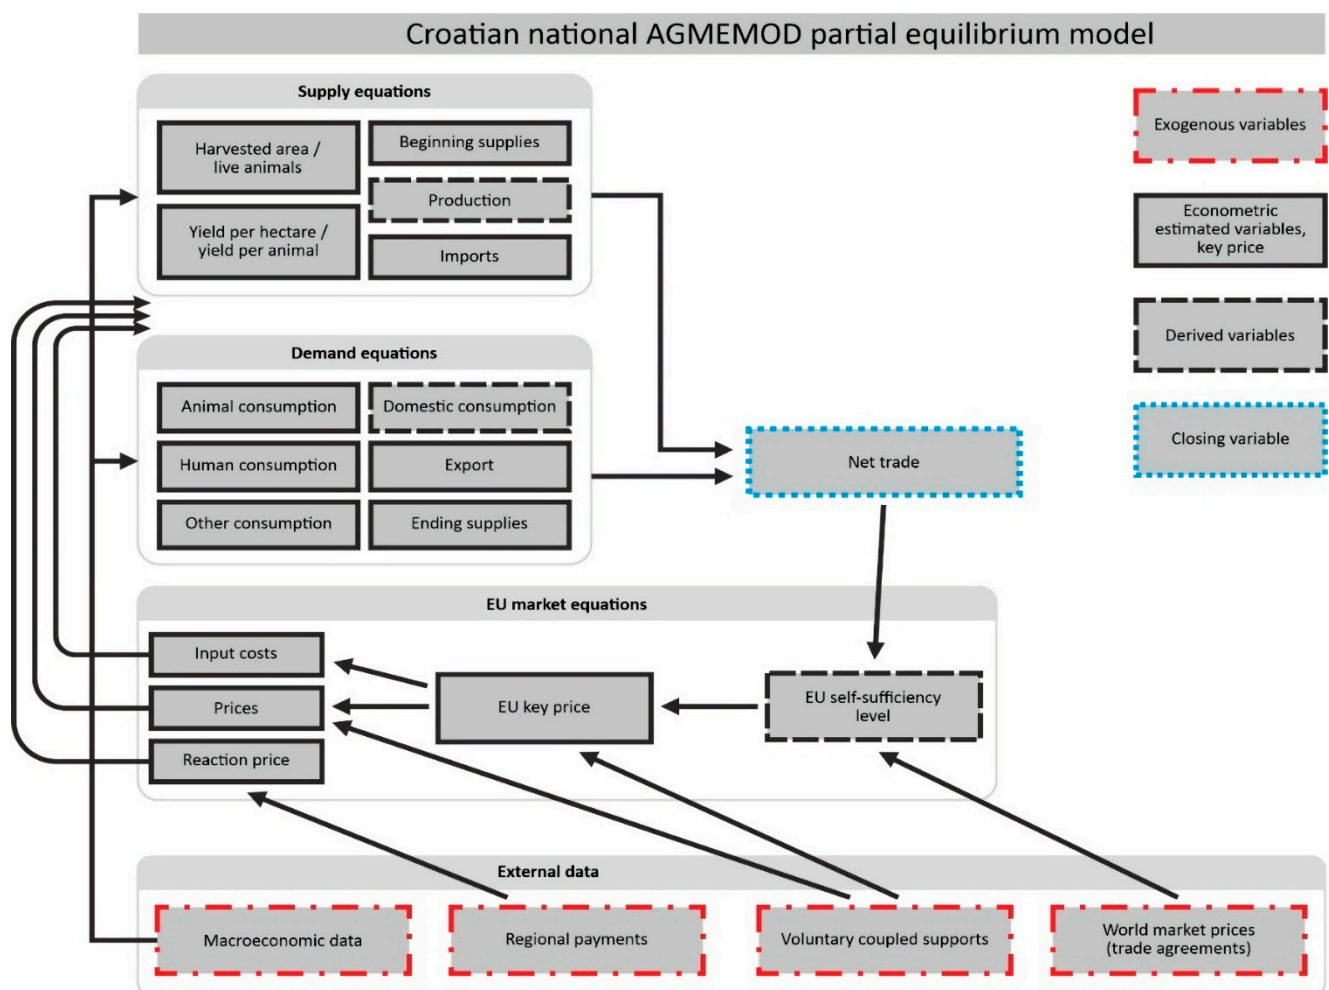 Croatian national AGMEMOD partial equilibrium model
Supply equations
Harvested area /
live animals
Beginning supplies
Production
Yield per hectare /
yield per animal
Imports
Exogenous variables
Econometric
estimated variables,
key price
Derived variables
Closing variable
Demand equations
Animal consumption
Domestic consumption
Human consumption
Export
Other consumption
Ending supplies
Net trade
EU market equations
Input costs
Prices
Reaction price
EU key price
EU self-sufficiency
level
External data
Macroeconomic data
Regional payments
Voluntary coupled supports
World market prices
(trade agreements)